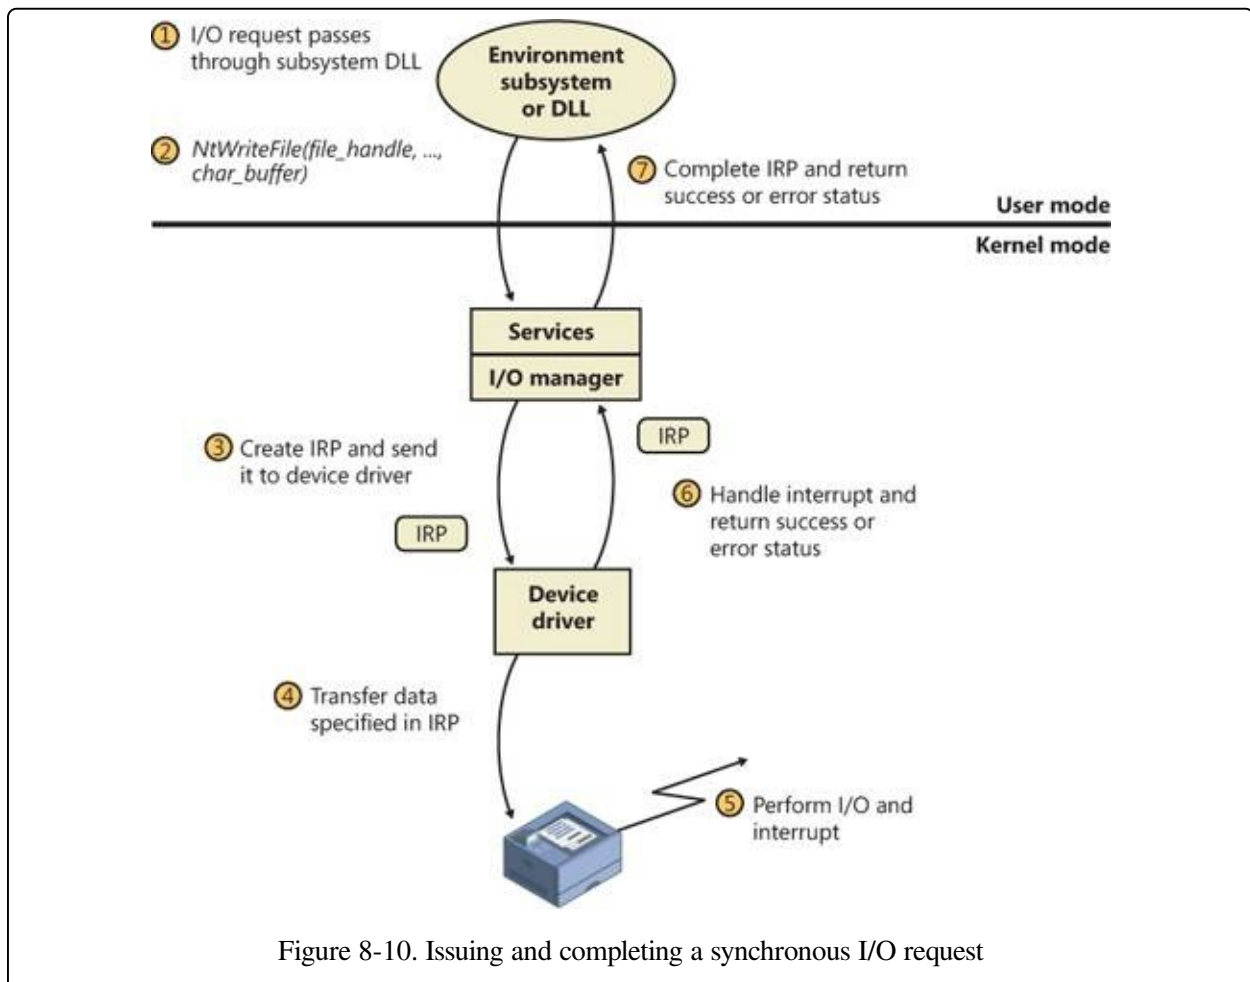 1 I/O request passes
through subsystem DLL
Environment
subsystem
or DLL
2 NtWriteFile(file_handle, ...,
char_buffer)
7 Complete IRP and return
success or error status
User mode
Kernel mode
Services
I/O manager
3 Create IRP and send
it to device driver
IRP
6 Handle interrupt and
return success or
error status
IRP
Device
driver
4 Transfer data
specified in IRP
5 Perform I/O and
interrupt
Figure 8-10. Issuing and completing a synchronous I/O request